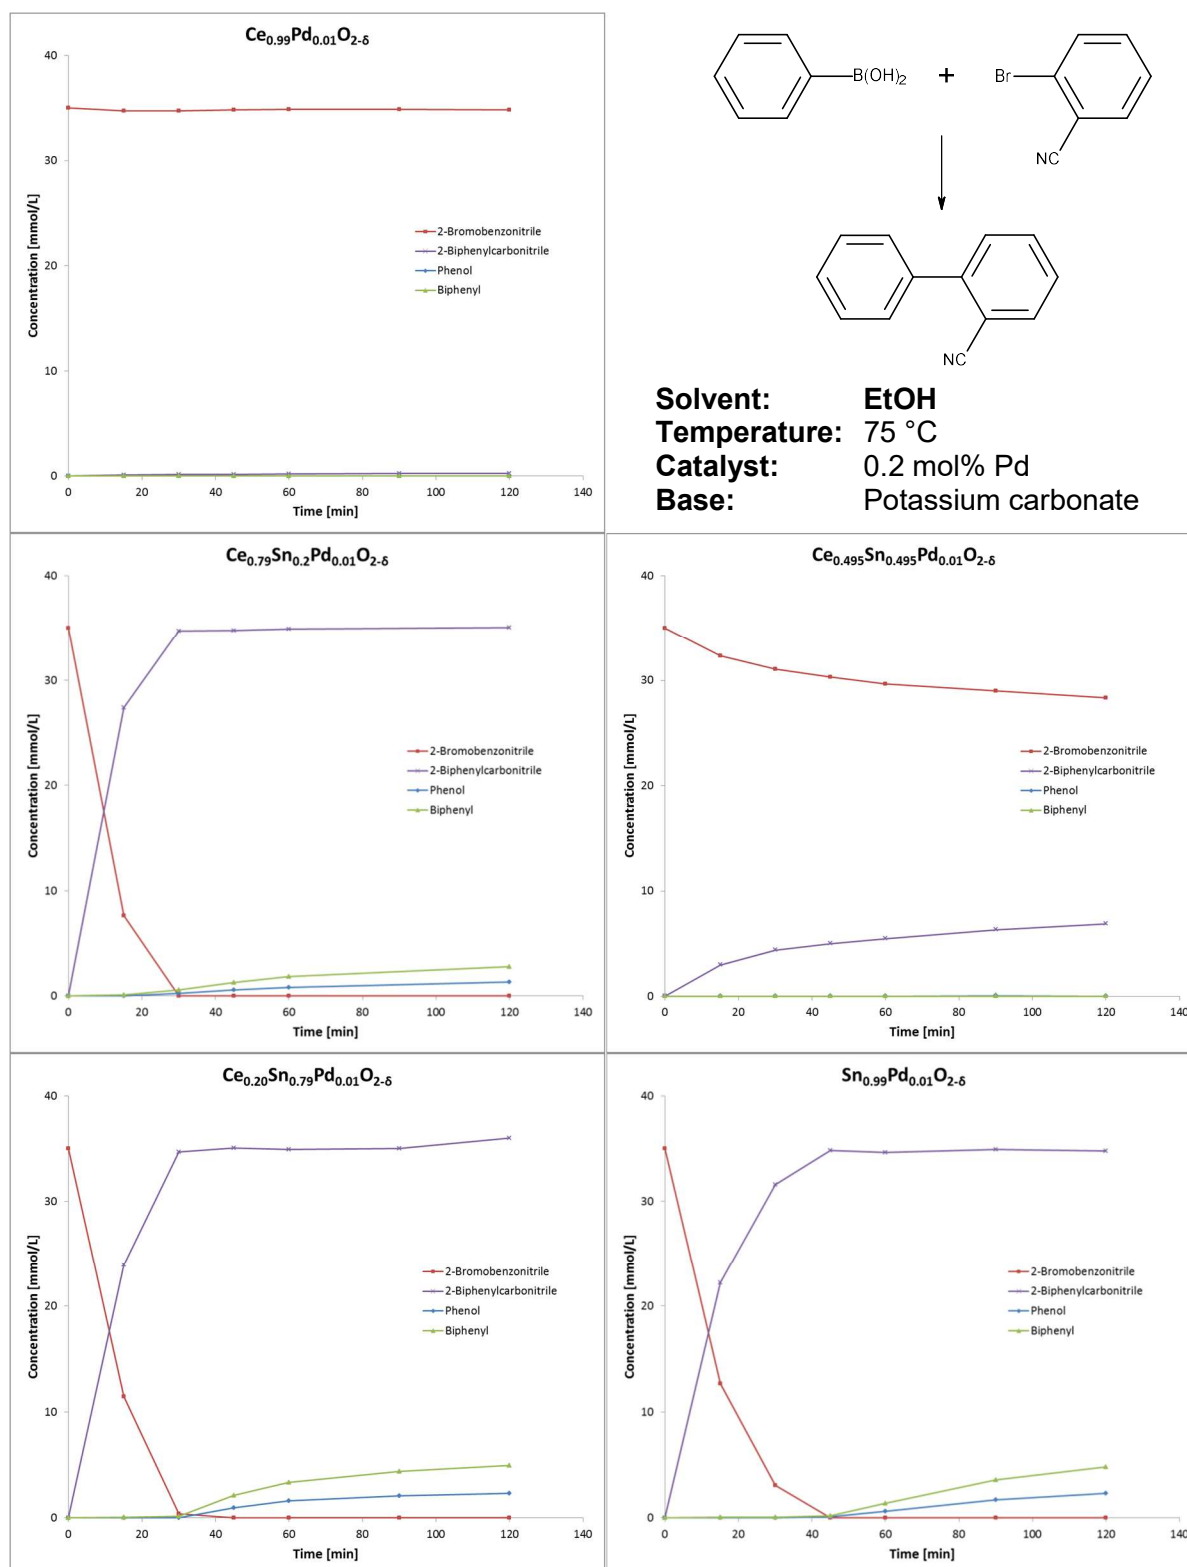 Ce0.99Pd0.01O2-δ
40
30
20
10
0
0 20 40 60 80 100 120 140
Concentration [mmol/L]
Time [min]
2-Bromobenzonitrile
2-Biphenylcarbonitrile
Phenol
Biphenyl
B(OH)2 + Br
NC
NC
Solvent: EtOH
Temperature: 75 °C
Catalyst: 0.2 mol% Pd
Base: Potassium carbonate
Ce0.79Sn0.2Pd0.01O2-δ
40
30
20
10
0
0 20 40 60 80 100 120 140
Concentration [mmol/L]
Time [min]
2-Bromobenzonitrile
2-Biphenylcarbonitrile
Phenol
Biphenyl
Ce0.495Sn0.495Pd0.01O2-δ
40
30
20
10
0
0 20 40 60 80 100 120 140
Concentration [mmol/L]
Time [min]
2-Bromobenzonitrile
2-Biphenylcarbonitrile
Phenol
Biphenyl
Ce0.20Sn0.79Pd0.01O2-δ
40
30
20
10
0
0 20 40 60 80 100 120 140
Concentration [mmol/L]
Time [min]
2-Bromobenzonitrile
2-Biphenylcarbonitrile
Phenol
Biphenyl
Sn0.99Pd0.01O2-δ
40
30
20
10
0
0 20 40 60 80 100 120 140
Concentration [mmol/L]
Time [min]
2-Bromobenzonitrile
2-Biphenylcarbonitrile
Phenol
Biphenyl